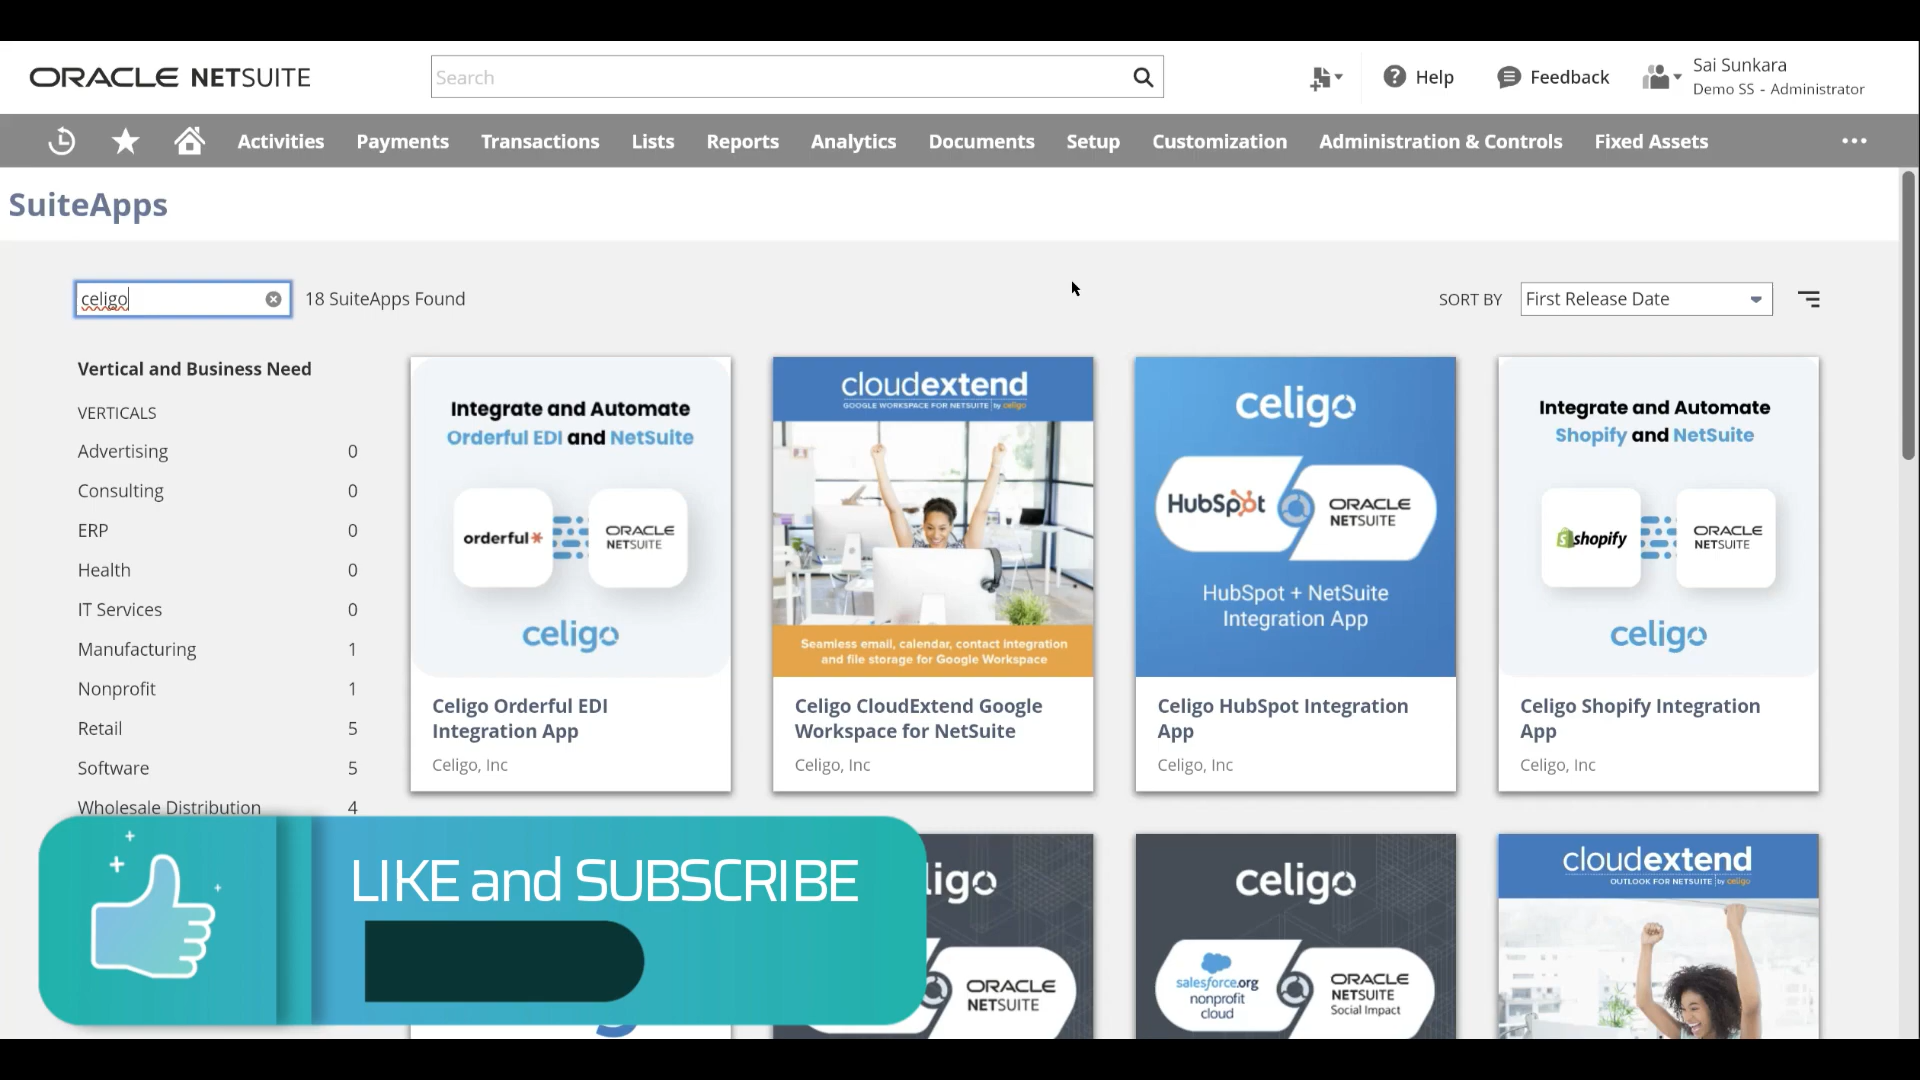 ORACLE NETSUITE
Search
Help
Feedback
Sai Sunkara
Demo SS - Administrator
Activities
Payments
Transactions
Lists
Reports
Analytics
Documents
Setup
Customization
Administration & Controls
Fixed Assets
SuiteApps
celigo
18 SuiteApps Found
SORT BY
First Release Date
Vertical and Business Need
VERTICALS
Advertising 0
Consulting 0
ERP 0
Health 0
IT Services 0
Manufacturing 1
Nonprofit 1
Retail 5
Software 5
Wholesale Distribution 4
Integrate and Automate
Orderful EDI and NetSuite
orderful
ORACLE
NETSUITE
celigo
Celigo Orderful EDI
Integration App
Celigo, Inc
cloudextend
GOOGLE WORKSPACE FOR NETSUITE | by celigo
Seamless email, calendar, contact integration
and file storage for Google Workspace
Celigo CloudExtend Google
Workspace for NetSuite
Celigo, Inc
celigo
HubSpot
ORACLE
NETSUITE
HubSpot + NetSuite
Integration App
Celigo HubSpot Integration
App
Celigo, Inc
Integrate and Automate
Shopify and NetSuite
shopify
ORACLE
NETSUITE
celigo
Celigo Shopify Integration
App
Celigo, Inc
LIKE and SUBSCRIBE
ligo
ORACLE
NETSUITE
celigo
salesforce.org
nonprofit
cloud
ORACLE
NETSUITE
Social Impact
cloudextend
OUTLOOK FOR NETSUITE | by celigo